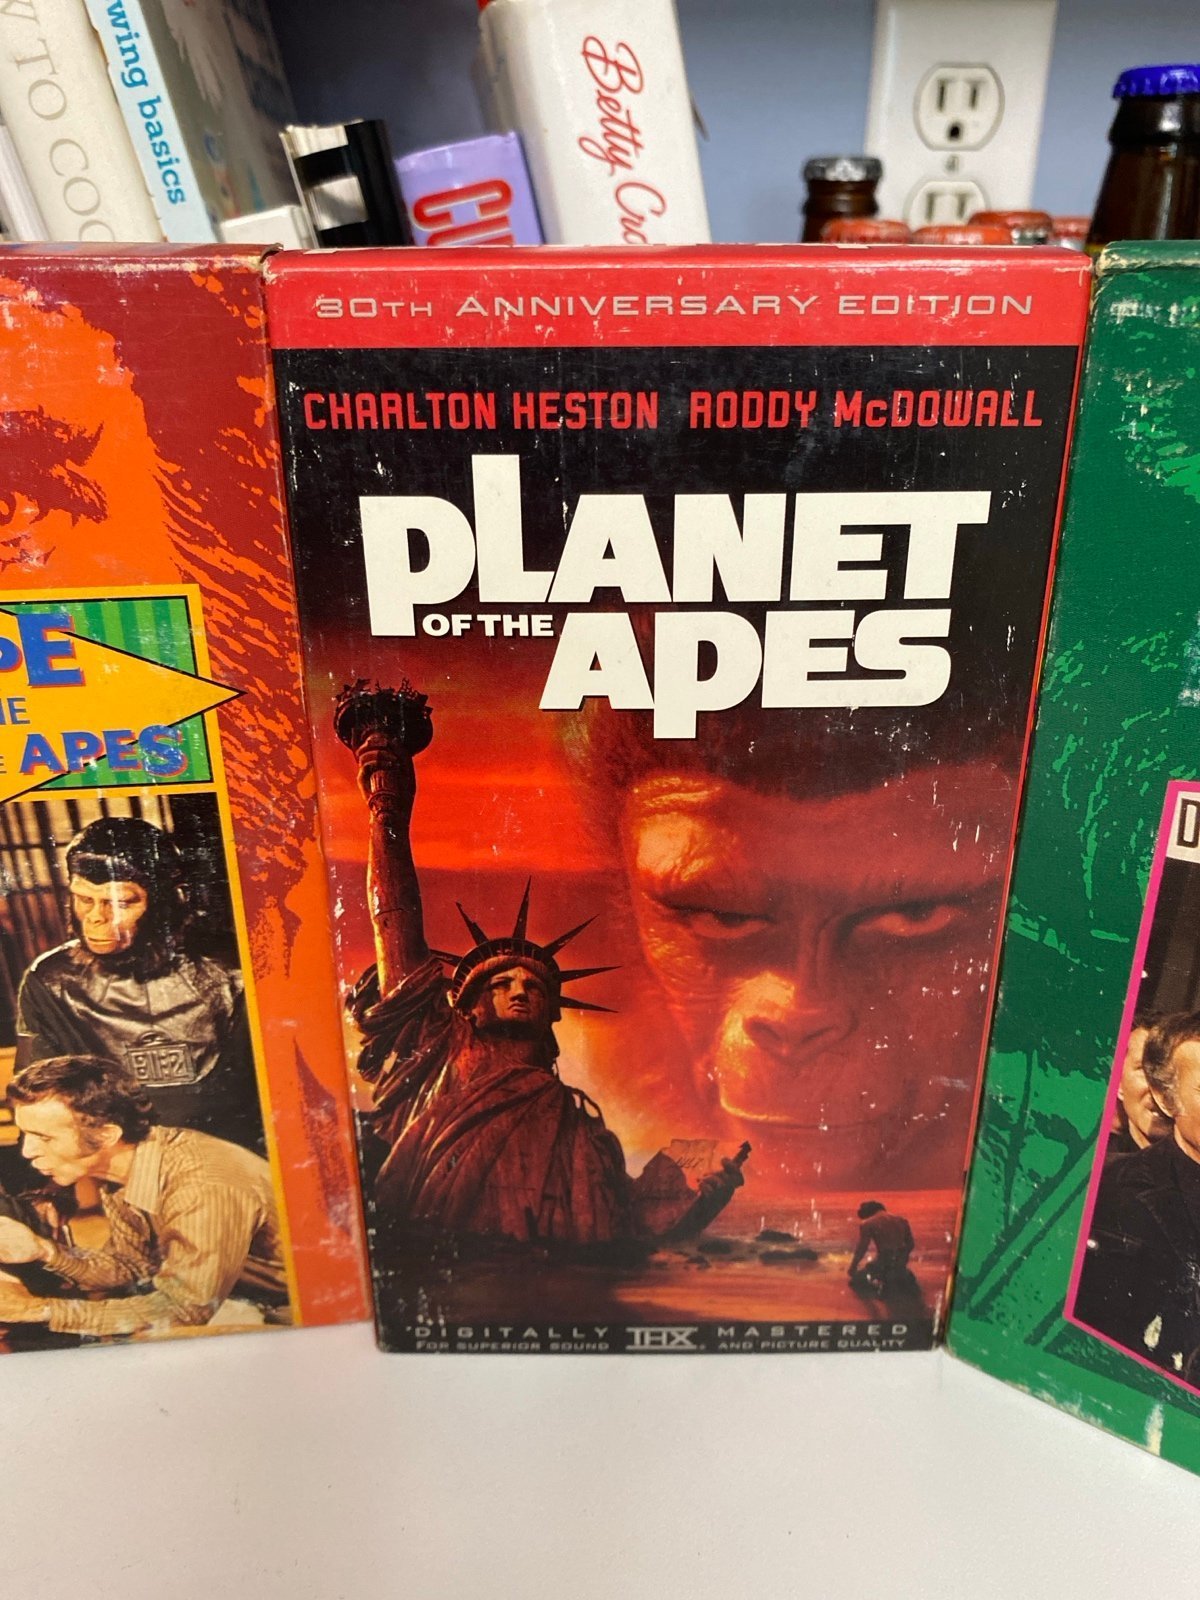 TO
wing basics
Betty
30TH ANNIVERSARY EDITION
CHARLTON HESTON RODDY McDOWALL
PLANET
OF THE
APES
APES
DIGITALLY THX MASTERED
FOR SUPERIOR SOUND AND PICTURE QUALITY